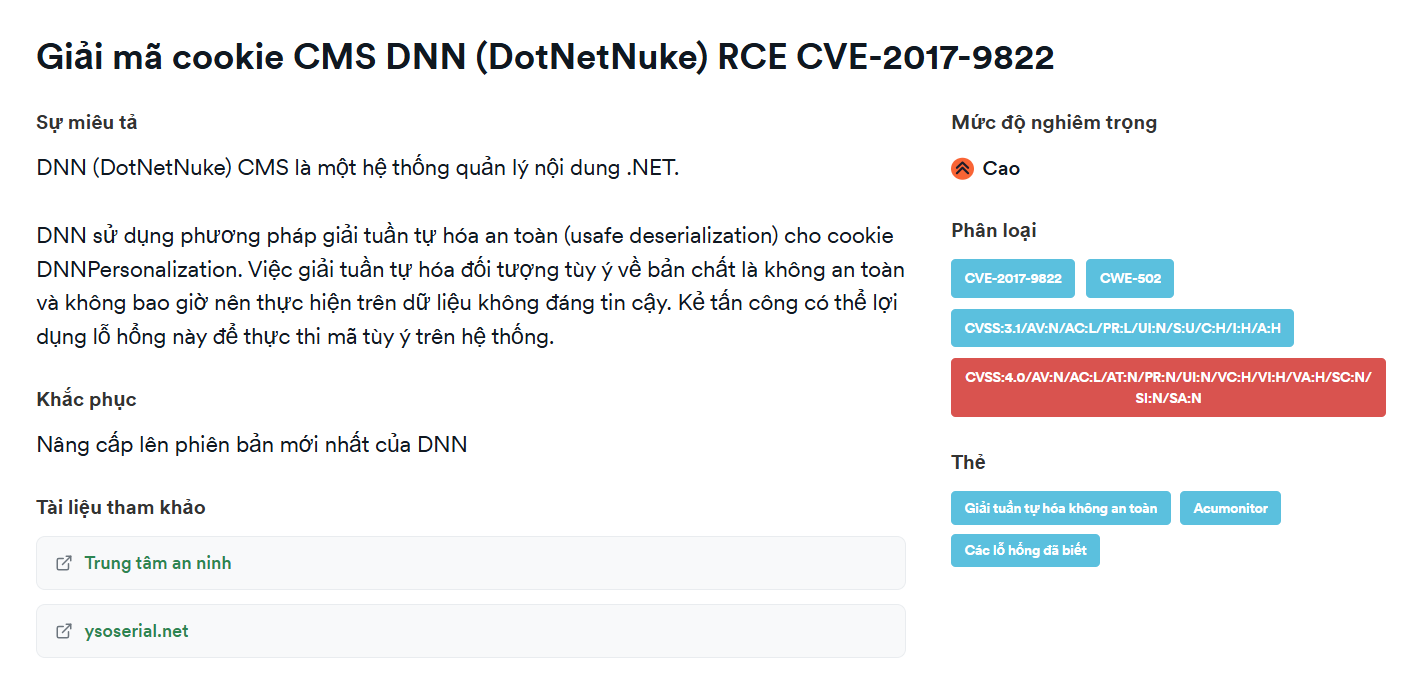 Giải mã cookie CMS DNN (DotNetNuke) RCE CVE-2017-9822
Sự miêu tả
DNN (DotNetNuke) CMS là một hệ thống quản lý nội dung .NET.
DNN sử dụng phương pháp giải tuần tự hóa an toàn (usafe deserialization) cho cookie
DNNPersonalization. Việc giải tuần tự hóa đối tượng tùy ý về bản chất là không an toàn
và không bao giờ nên thực hiện trên dữ liệu không đáng tin cậy. Kẻ tấn công có thể lợi
dụng lỗ hổng này để thực thi mã tùy ý trên hệ thống.
Khắc phục
Nâng cấp lên phiên bản mới nhất của DNN
Tài liệu tham khảo
Trung tâm an ninh
ysoserial.net
Mức độ nghiêm trọng
Cao
Phân loại
CVE-2017-9822
CWE-502
CVSS:3.1/AV:N/AC:L/PR:L/UI:N/S:U/C:H/I:H/A:H
CVSS:4.0/AV:N/AC:L/AT:N/PR:N/UI:N/VC:H/VI:H/VA:H/SC:N/
SI:N/SA:N
Thẻ
Giải tuần tự hóa không an toàn
Acumonitor
Các lỗ hổng đã biết